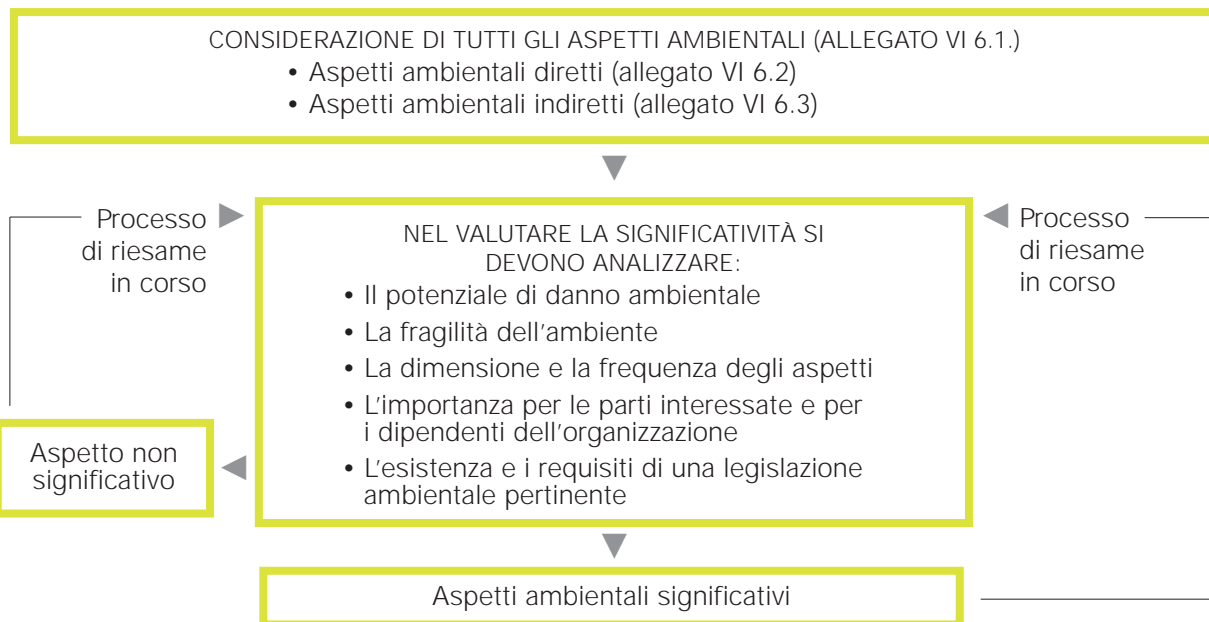 CONSIDERAZIONE DI TUTTI GLI ASPETTI AMBIENTALI (ALLEGATO VI 6.1.)
• Aspetti ambientali diretti (allegato VI 6.2)
• Aspetti ambientali indiretti (allegato VI 6.3)
Processo
di riesame
in corso
NEL VALUTARE LA SIGNIFICATIVITÀ SI
DEVONO ANALIZZARE:
• Il potenziale di danno ambientale
• La fragilità dell'ambiente
• La dimensione e la frequenza degli aspetti
• L'importanza per le parti interessate e per
i dipendenti dell'organizzazione
• L'esistenza e i requisiti di una legislazione
ambientale pertinente
Processo
di riesame
in corso
Aspetto non
significativo
Aspetti ambientali significativi